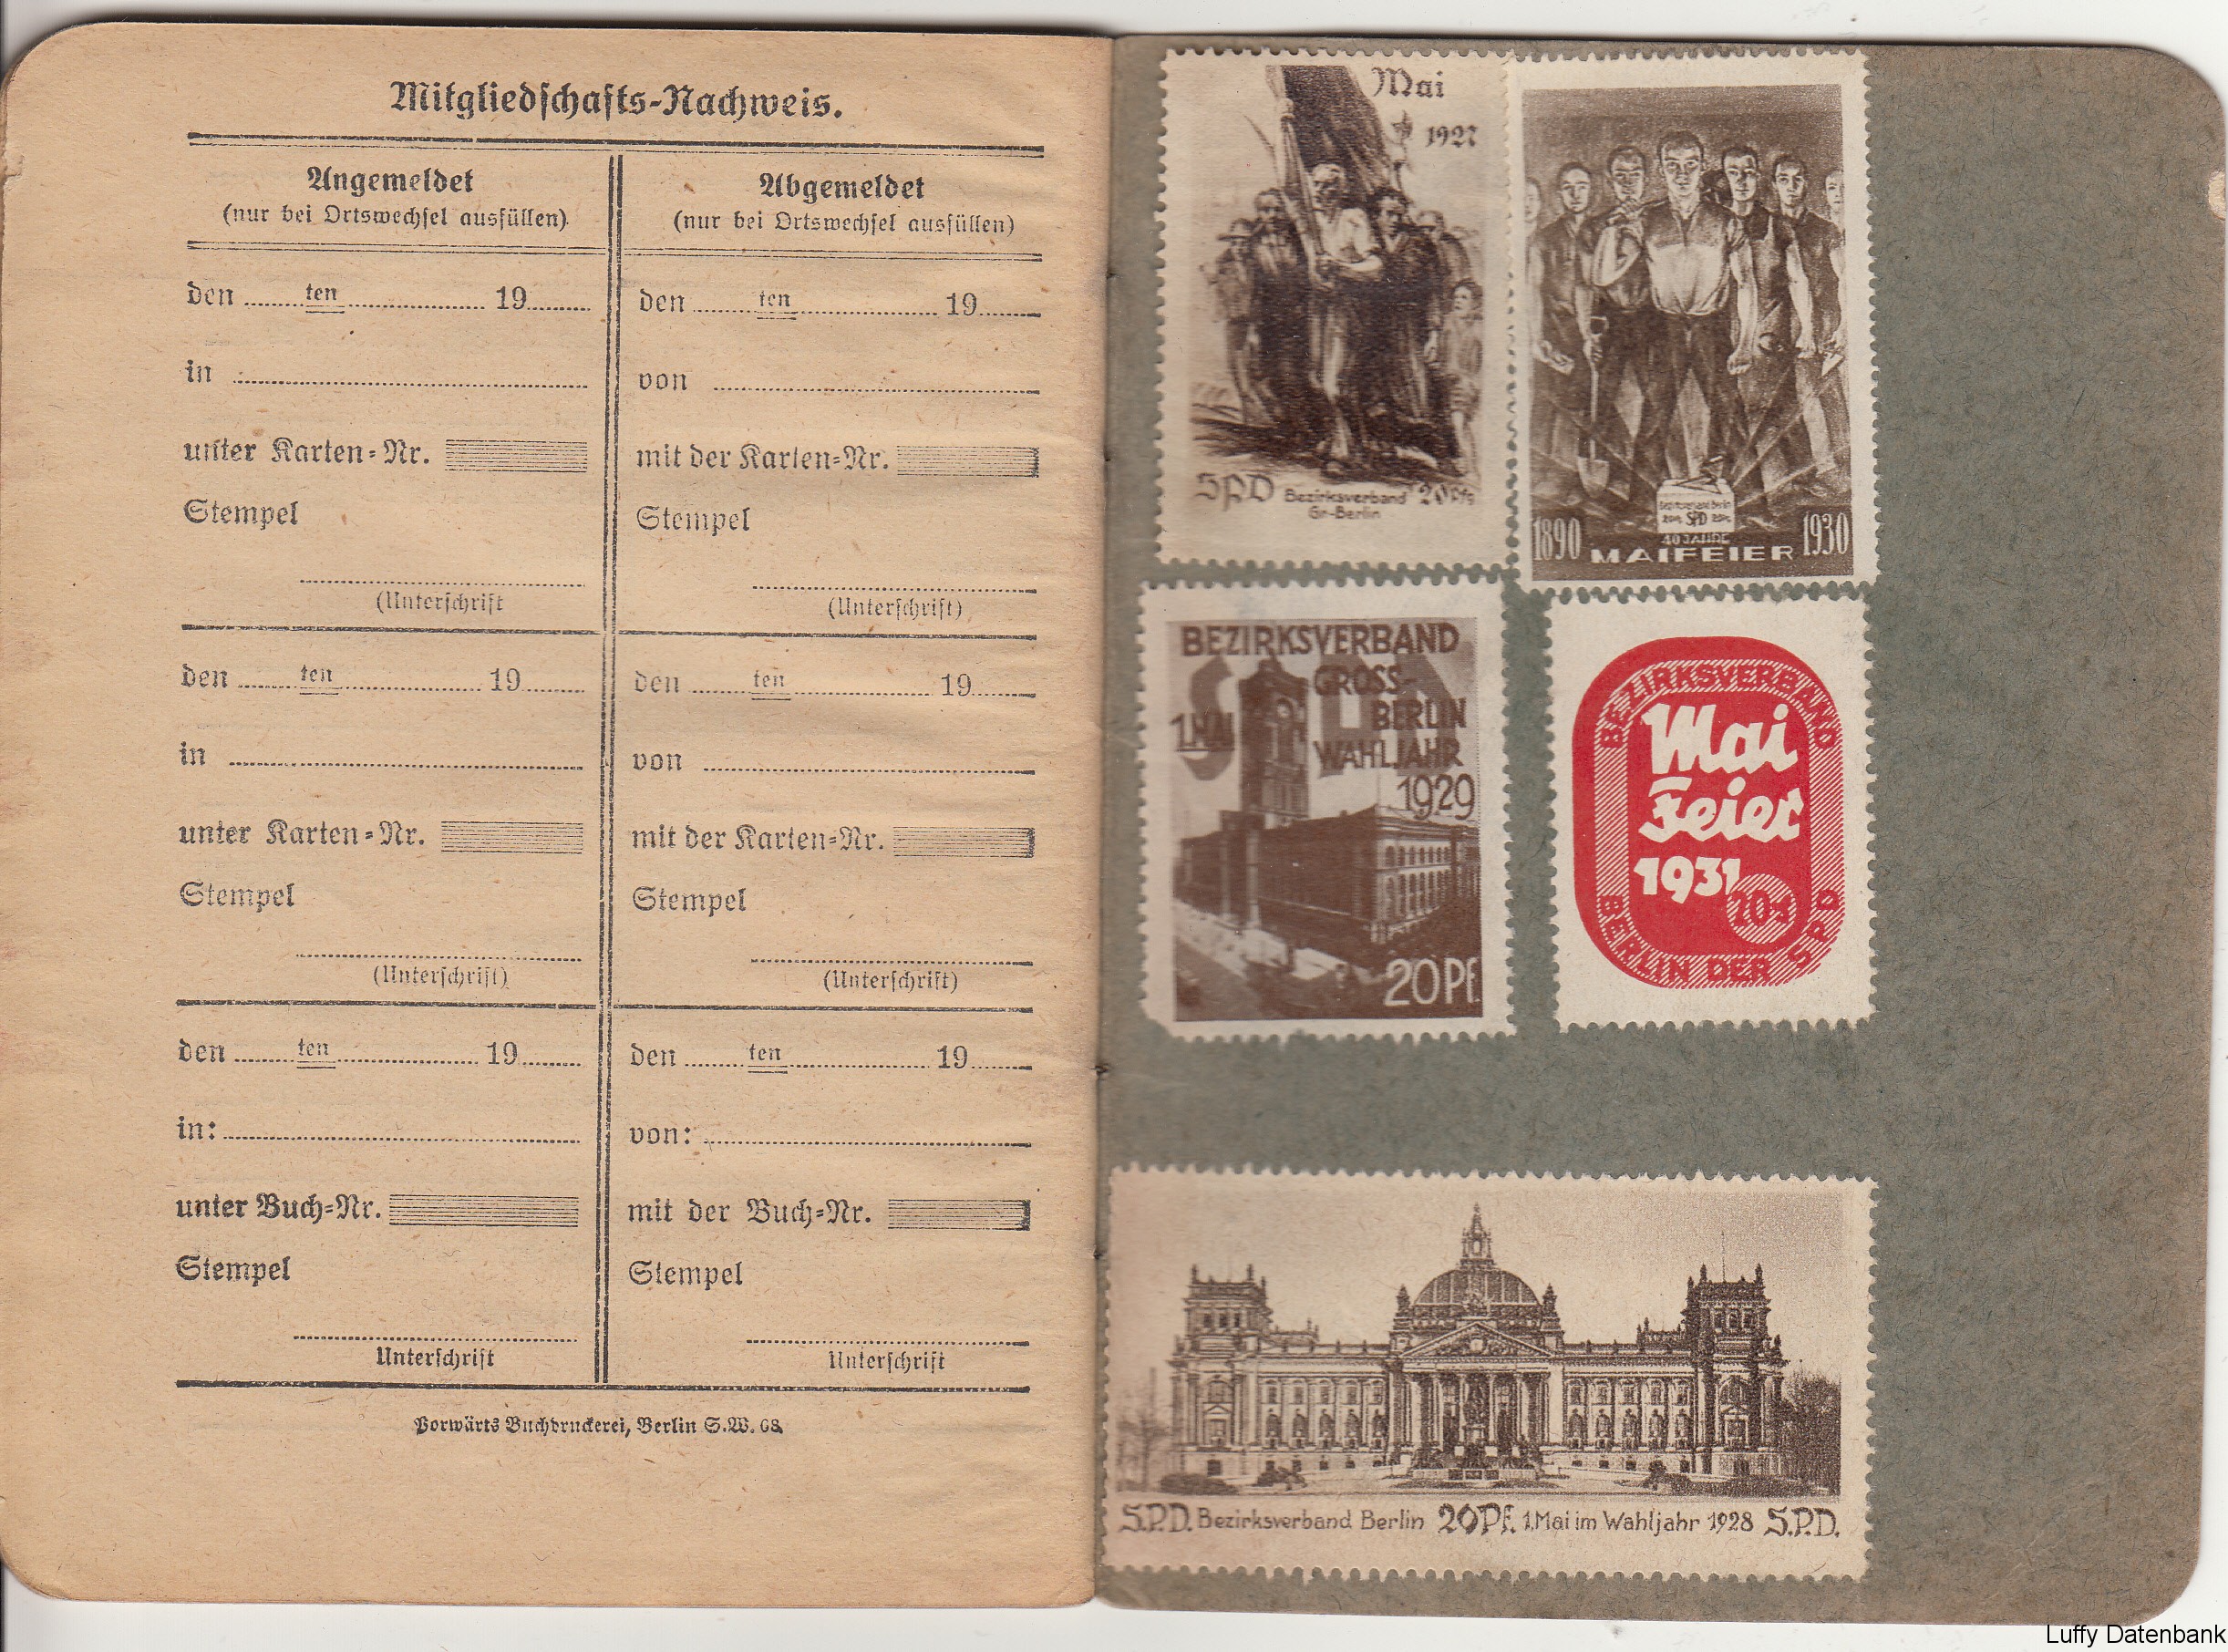 Mitgliedschafts-Nachweis.
Angemeldet
(nur bei Ortswechsel ausfüllen)
den ten 19
in
unter Karten-Nr.
Stempel
(Unterschrift
den ten 19
in
unter Karten-Nr.
Stempel
(Unterschrift)
den ten 19
in:
unter Buch-Nr.
Stempel
Unterschrift
Abgemeldet
(nur bei Ortswechsel ausfüllen)
den ten 19
von
mit der Karten-Nr.
Stempel
(Unterschrift)
den ten 19
von
mit der Karten-Nr.
Stempel
(Unterschrift)
den ten 19
von:
mit der Buch-Nr.
Stempel
Unterschrift
Vorwärts Buchdruckerei, Berlin S.W. 68.
Mai
1927
SPD Bezirksverband 20 Pfg
Gr-Berlin
SPD
1890 1930
40 JAHRE
MAIFEIER
BEZIRKSVERBAND
GROSS-
BERLIN
1. MAI
WAHLJAHR
1929
SPD
20 Pf.
BEZIRKSVERBAND
Mai
Feier
1931
20 Pf
BERLIN DER SPD
S.P.D. Bezirksverband Berlin 20 Pf. 1. Mai im Wahljahr 1928 S.P.D.
Luffy Datenbank